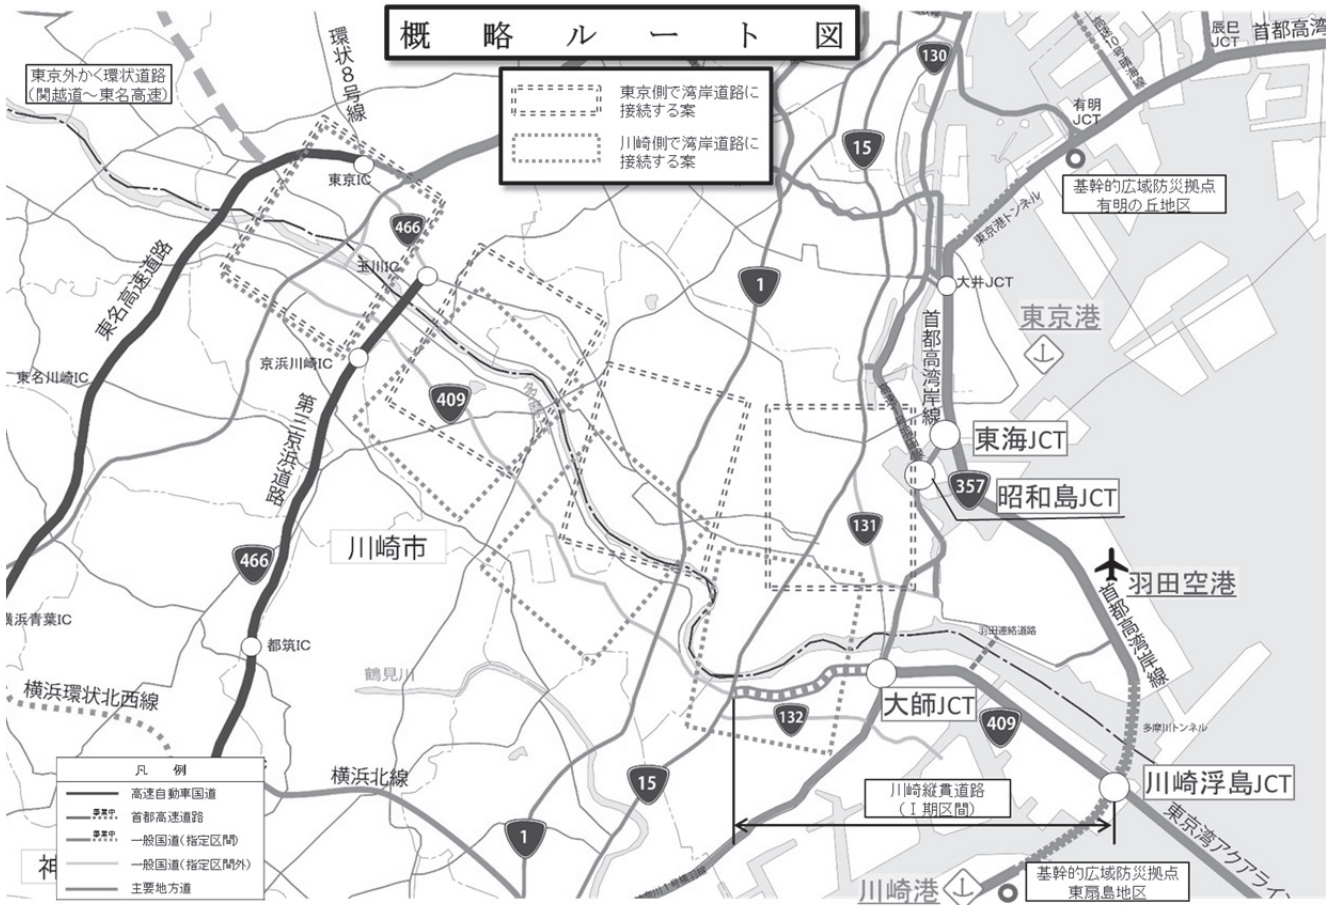 概略ルート図
東京側で湾岸道路に
接続する案
川崎側で湾岸道路に
接続する案
東京外かく環状道路
(関越道～東名高速)
環状8号線
東京IC
466
玉川IC
東名高速道路
京浜川崎IC
東名川崎IC
409
第三京浜道路
川崎市
466
都筑IC
横浜青葉IC
横浜環状北西線
鶴見川
横浜北線
130
15
1
高速10号晴海線
辰巳
JCT
首都高湾
有明
JCT
基幹的広域防災拠点
有明の丘地区
東京港トンネル
大井JCT
東京港
首都高湾岸線
東海JCT
昭和島JCT
357
131
羽田空港
首都高湾岸線
羽田連絡道路
大師JCT
132
409
多摩川トンネル
川崎浮島JCT
川崎縦貫道路
(Ⅰ期区間)
東京湾アクアライン
15
1
川崎港
基幹的広域防災拠点
東扇島地区
凡例
高速自動車国道
事業中
首都高速道路
事業中
一般国道(指定区間)
一般国道(指定区間外)
主要地方道
神